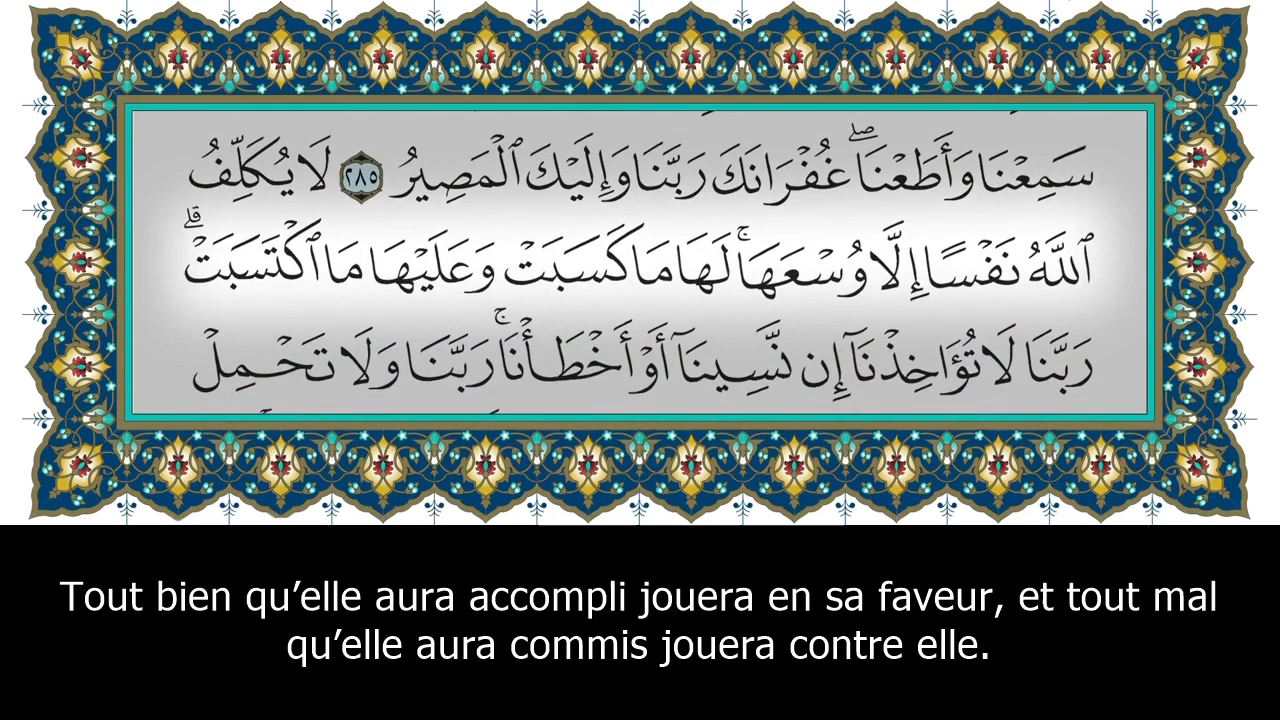 سَمِعْنَا وَأَطَعْنَاۖ غُفْرَانَكَ رَبَّنَا وَإِلَيْكَ ٱلْمَصِيرُ ٢٨٥ لَا يُكَلِّفُ
ٱللَّهُ نَفْسًا إِلَّا وُسْعَهَاۚ لَهَا مَا كَسَبَتْ وَعَلَيْهَا مَا ٱكْتَسَبَتْۗ
رَبَّنَا لَا تُؤَاخِذْنَآ إِن نَّسِينَآ أَوْ أَخْطَأْنَاۚ رَبَّنَا وَلَا تَحْمِلْ
Tout bien qu’elle aura accompli jouera en sa faveur, et tout mal
qu’elle aura commis jouera contre elle.